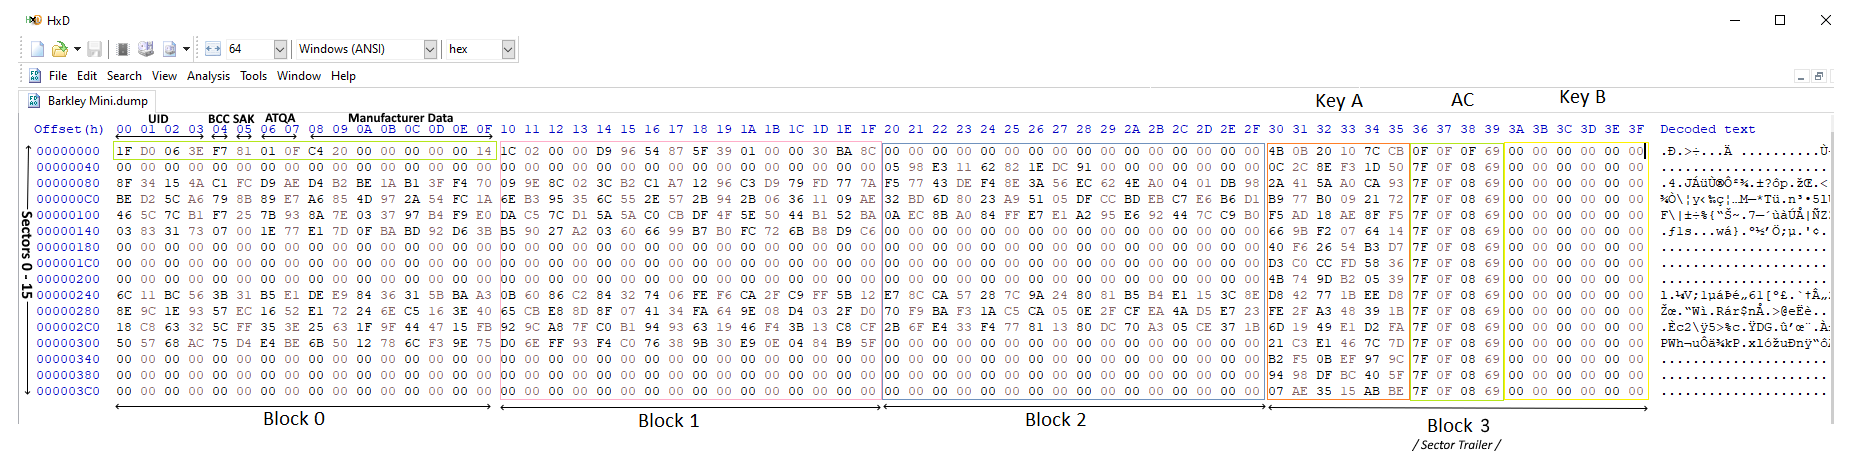 HxD
64 Windows (ANSI) hex
File Edit Search View Analysis Tools Window Help
Barkley Mini.dump
Key A AC Key B
UID BCC SAK ATQA Manufacturer Data
Offset(h) 00 01 02 03 04 05 06 07 08 09 0A 0B 0C 0D 0E 0F 10 11 12 13 14 15 16 17 18 19 1A 1B 1C 1D 1E 1F 20 21 22 23 24 25 26 27 28 29 2A 2B 2C 2D 2E 2F 30 31 32 33 34 35 36 37 38 39 3A 3B 3C 3D 3E 3F Decoded text
00000000 1F D0 06 3E F7 81 01 0F C4 20 00 00 00 00 00 14 1C 02 00 00 D9 96 54 87 5F 39 01 00 00 30 BA 8C 00 00 00 00 00 00 00 00 00 00 00 00 00 00 00 00 4B 0B 20 10 7C CB 0F 0F 0F 69 00 00 00 00 00 00
00000040 00 00 00 00 00 00 00 00 00 00 00 00 00 00 00 00 00 00 00 00 00 00 00 00 00 00 00 00 00 00 00 00 05 98 E3 11 62 82 1E DC 91 00 00 00 00 00 00 00 0C 2C 8E F3 1D 50 7F 0F 08 69 00 00 00 00 00 00
00000080 8F 34 15 4A C1 FC D9 AE D4 B2 BE 1A B1 3F F4 70 09 9E 8C 02 3C B2 C1 A7 12 96 C3 D9 79 FD 77 7A F5 77 43 DE F4 8E 3A 56 EC 62 4E A0 04 01 DB 98 2A 41 5A A0 CA 93 7F 0F 08 69 00 00 00 00 00 00
000000C0 BE D2 5C A6 79 8B 89 E7 A6 85 4D 97 2A 54 FC 1A 6E B3 95 35 6C 55 2E 57 2B 94 2B 06 36 11 09 AE 32 BD D9 80 23 A9 51 05 DF CC BD EB C7 E6 B6 D1 B9 77 B0 09 21 72 7F 0F 08 69 00 00 00 00 00 00
00000100 46 5C 7C B1 F7 25 7B 93 8A 7E 03 37 97 B4 F9 E0 DA C5 7C D1 5A 5A C0 CB DF 4F 5E 50 44 B1 52 BA 0A EC 8B A0 84 FF E7 E1 A2 95 E6 92 44 7C C9 B0 F5 AD 18 AE 8F F5 7F 0F 08 69 00 00 00 00 00 00
00000140 03 83 31 73 07 00 1E 77 E1 7D 0F BA BD 92 D6 3B B5 90 27 A2 03 60 66 99 B7 B0 FC 72 6B B8 D9 C6 00 00 00 00 00 00 00 00 00 00 00 00 00 00 00 00 66 9B F2 07 64 14 7F 0F 08 69 00 00 00 00 00 00
00000180 00 00 00 00 00 00 00 00 00 00 00 00 00 00 00 00 00 00 00 00 00 00 00 00 00 00 00 00 00 00 00 00 00 00 00 00 00 00 00 00 00 00 00 00 00 00 00 00 40 F6 26 54 B3 D7 7F 0F 08 69 00 00 00 00 00 00
000001C0 00 00 00 00 00 00 00 00 00 00 00 00 00 00 00 00 00 00 00 00 00 00 00 00 00 00 00 00 00 00 00 00 00 00 00 00 00 00 00 00 00 00 00 00 00 00 00 00 D3 C0 CC FD 58 36 7F 0F 08 69 00 00 00 00 00 00
00000200 00 00 00 00 00 00 00 00 00 00 00 00 00 00 00 00 00 00 00 00 00 00 00 00 00 00 00 00 00 00 00 00 00 00 00 00 00 00 00 00 00 00 00 00 00 00 00 00 4B 74 9D B2 05 39 7F 0F 08 69 00 00 00 00 00 00
00000240 6C 11 BC 56 3B 31 B5 E1 DE E9 84 36 31 5B BA A3 0B 60 86 C2 84 32 74 06 FE F6 CA 2F C9 FF 5B 12 E7 8C CA 57 28 7C 9A 24 80 81 B5 B4 E1 15 3C 8E D8 42 77 1B EE D8 7F 0F 08 69 00 00 00 00 00 00
00000280 8E 9C 1E 93 57 EC 16 52 E1 72 24 6E C5 16 3E 40 65 CB E8 8D 8F 07 41 34 FA 64 9E 08 D4 03 2F D0 70 F9 BA F3 1A C5 CA 05 0E 2F CF EA 4D D5 E7 23 FE 2F A3 48 39 1B 7F 0F 08 69 00 00 00 00 00 00
000002C0 18 C8 63 32 5C FF 35 3E 25 63 1F 9F 44 47 15 FB 92 9C A8 7F C0 B1 94 93 63 19 46 F4 3B 13 C8 CF 2B 6F E4 33 F4 77 81 13 80 DC 70 A3 05 CE 37 1B 6D 19 49 E1 D2 FA 7F 0F 08 69 00 00 00 00 00 00
00000300 50 57 68 AC 75 D4 E4 BE 6B 50 12 78 6C F3 9E 75 D0 6E FF 93 F4 C0 76 38 9B 30 E9 0E 04 84 B9 5F 00 00 00 00 00 00 00 00 00 00 00 00 00 00 00 00 21 C3 E1 46 7C 7D 7F 0F 08 69 00 00 00 00 00 00
00000340 00 00 00 00 00 00 00 00 00 00 00 00 00 00 00 00 00 00 00 00 00 00 00 00 00 00 00 00 00 00 00 00 00 00 00 00 00 00 00 00 00 00 00 00 00 00 00 00 B2 F5 0B EF 97 9C 7F 0F 08 69 00 00 00 00 00 00
00000380 00 00 00 00 00 00 00 00 00 00 00 00 00 00 00 00 00 00 00 00 00 00 00 00 00 00 00 00 00 00 00 00 00 00 00 00 00 00 00 00 00 00 00 00 00 00 00 00 94 98 DF BC 40 5F 7F 0F 08 69 00 00 00 00 00 00
000003C0 00 00 00 00 00 00 00 00 00 00 00 00 00 00 00 00 00 00 00 00 00 00 00 00 00 00 00 00 00 00 00 00 00 00 00 00 00 00 00 00 00 00 00 00 00 00 00 00 07 AE 35 15 AB BE 7F 0F 08 69 00 00 00 00 00 00
Sectors 0 - 15
Block 0 Block 1 Block 2 Block 3
/ Sector Trailer /